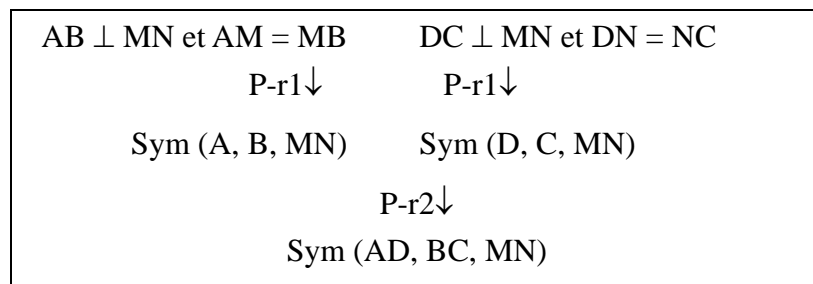 AB ⊥ MN et AM = MB DC ⊥ MN et DN = NC
P-r1↓ P-r1↓
Sym (A, B, MN) Sym (D, C, MN)
P-r2↓
Sym (AD, BC, MN)